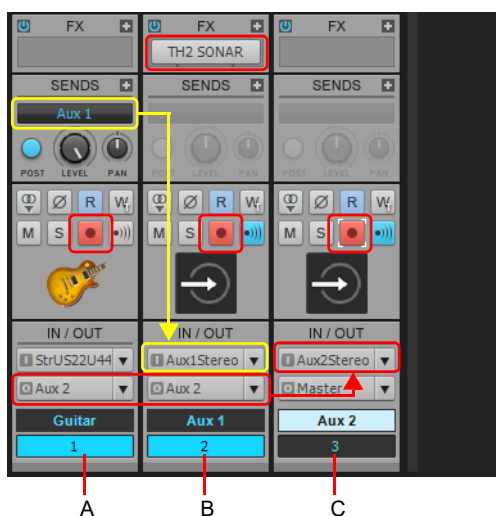 FX FX FX
TH2 SONAR
SENDS SENDS SENDS
Aux 1
POST LEVEL PAN POST LEVEL PAN POST LEVEL PAN
Ø R W Ø R W Ø R W
M S M S M S
IN / OUT IN / OUT IN / OUT
I StrUS22U44 I Aux1Stereo I Aux2Stereo
O Aux 2 O Aux 2 O Master
Guitar Aux 1 Aux 2
1 2 3
A B C